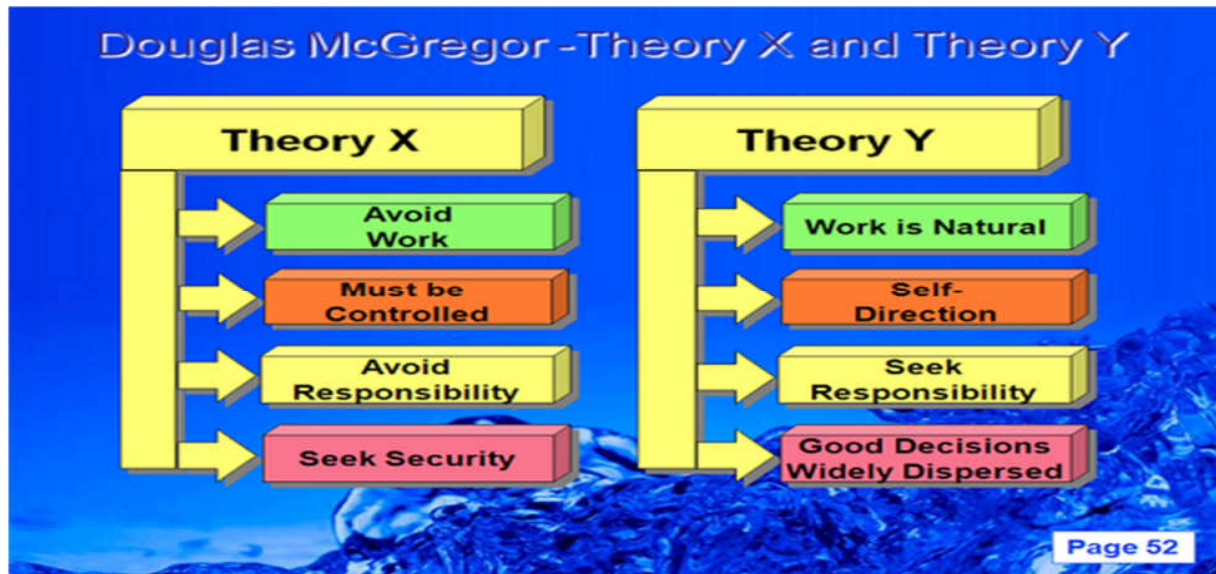 Douglas McGregor -Theory X and Theory Y
Theory X
Avoid
Work
Must be
Controlled
Avoid
Responsibility
Seek Security
Theory Y
Work is Natural
Self-
Direction
Seek
Responsibility
Good Decisions
Widely Dispersed
Page 52